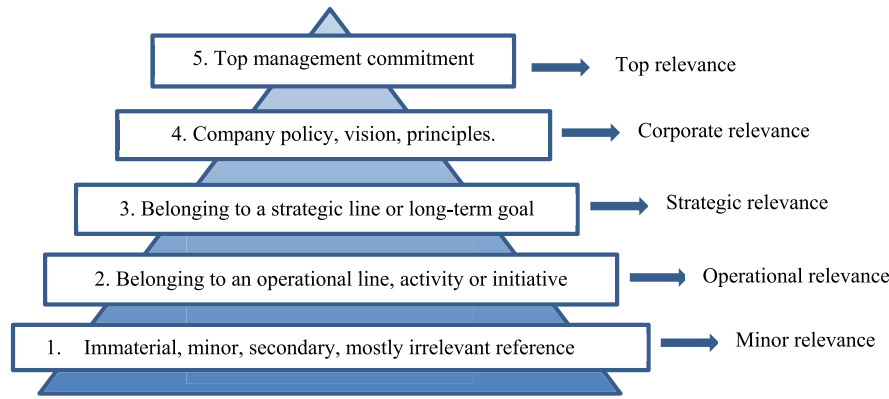 5. Top management commitment
Top relevance
4. Company policy, vision, principles.
Corporate relevance
3. Belonging to a strategic line or long-term goal
Strategic relevance
2. Belonging to an operational line, activity or initiative
Operational relevance
1. Immaterial, minor, secondary, mostly irrelevant reference
Minor relevance